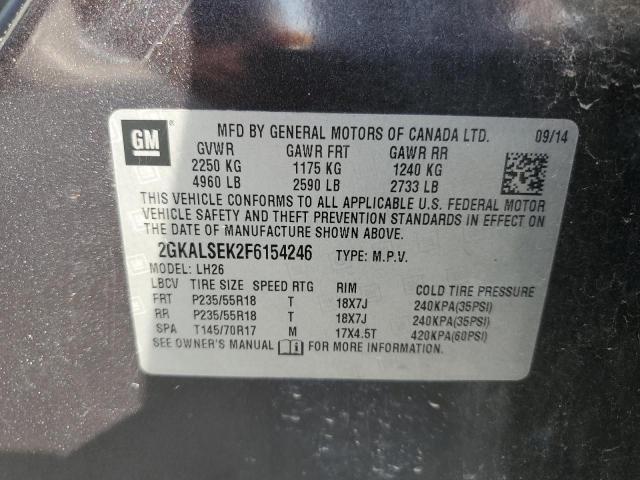 GM® MFD BY GENERAL MOTORS OF CANADA LTD. 09/14
GVWR GAWR FRT GAWR RR
2250 KG 1175 KG 1240 KG
4960 LB 2590 LB 2733 LB
THIS VEHICLE CONFORMS TO ALL APPLICABLE U.S. FEDERAL MOTOR
VEHICLE SAFETY AND THEFT PREVENTION STANDARDS IN EFFECT ON
THE DATE OF MANUFACTURE SHOWN ABOVE.
2GKALSEK2F6154246 TYPE: M.P.V.
MODEL: LH26
LBCV TIRE SIZE SPEED RTG RIM COLD TIRE PRESSURE
FRT P235/55R18 T 18X7J 240KPA(35PSI)
RR P235/55R18 T 18X7J 240KPA(35PSI)
SPA T145/70R17 M 17X4.5T 420KPA(60PSI)
SEE OWNER'S MANUAL FOR MORE INFORMATION.